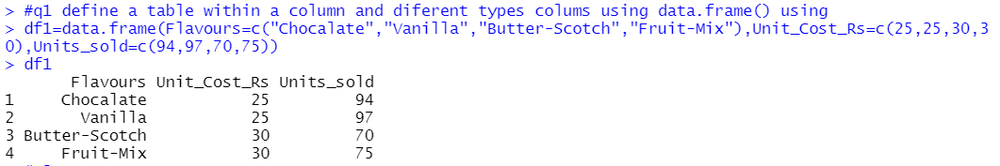 > #q1 define a table within a column and diferent types colums using data.frame() using
> df1=data.frame(Flavours=c("Chocalate","Vanilla","Butter-Scotch","Fruit-Mix"),Unit_Cost_Rs=c(25,25,30,3
0),Units_sold=c(94,97,70,75))
> df1
       Flavours Unit_Cost_Rs Units_sold
1     Chocalate           25         94
2       Vanilla           25         97
3 Butter-Scotch           30         70
4     Fruit-Mix           30         75